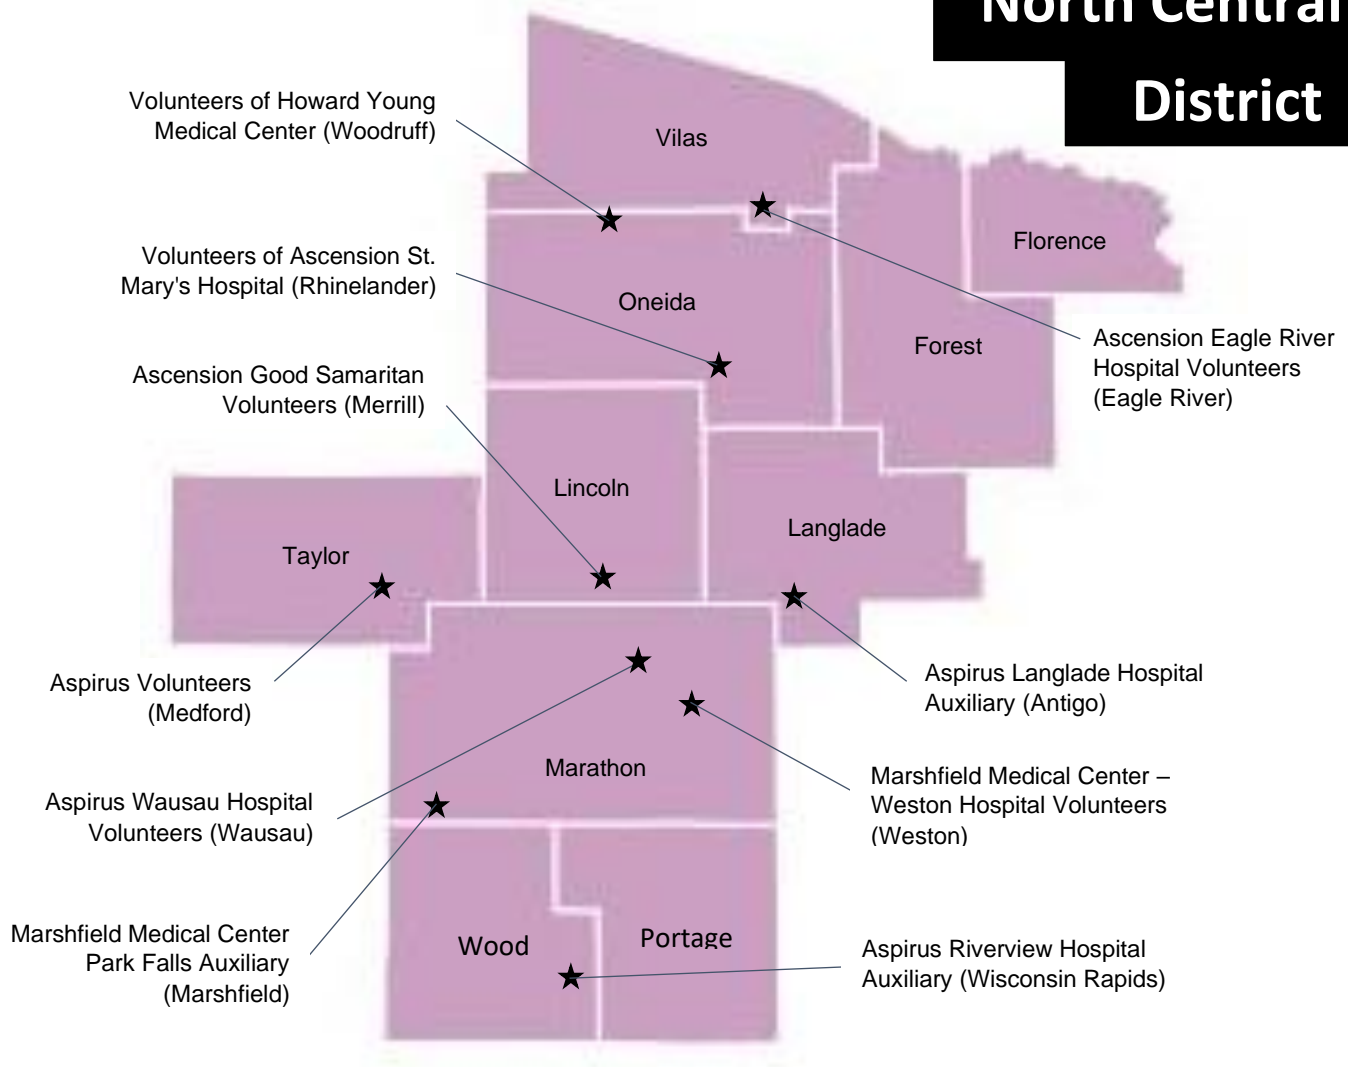 North Central
District
Volunteers of Howard Young
Medical Center (Woodruff)
Vilas
Volunteers of Ascension St.
Mary's Hospital (Rhinelander)
Florence
Oneida
Forest
Ascension Eagle River
Hospital Volunteers
(Eagle River)
Ascension Good Samaritan
Volunteers (Merrill)
Lincoln
Langlade
Taylor
Aspirus Volunteers
(Medford)
Aspirus Langlade Hospital
Auxiliary (Antigo)
Marathon
Marshfield Medical Center –
Weston Hospital Volunteers
(Weston)
Aspirus Wausau Hospital
Volunteers (Wausau)
Marshfield Medical Center
Park Falls Auxiliary
(Marshfield)
Wood
Portage
Aspirus Riverview Hospital
Auxiliary (Wisconsin Rapids)